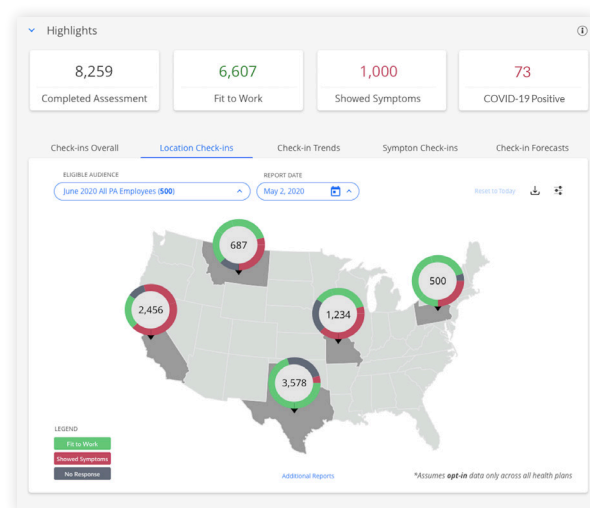 Highlights
8,259
Completed Assessment
6,607
Fit to Work
1,000
Showed Symptoms
73
COVID-19 Positive
Check-ins Overall
Location Check-ins
Check-in Trends
Sympton Check-ins
Check-in Forecasts
ELIGIBLE AUDIENCE
June 2020 All PA Employees (500)
REPORT DATE
May 2, 2020
Reset to Today
687
500
2,456
1,234
3,578
LEGEND
Fit to Work
Showed Symptoms
No Response
Additional Reports
*Assumes opt-in data only across all health plans